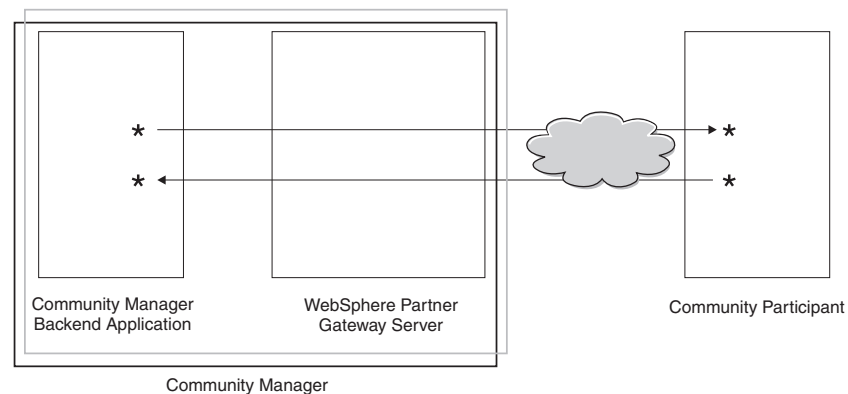 *
*
*
*
Community Manager
Backend Application
WebSphere Partner
Gateway Server
Community Participant
Community Manager